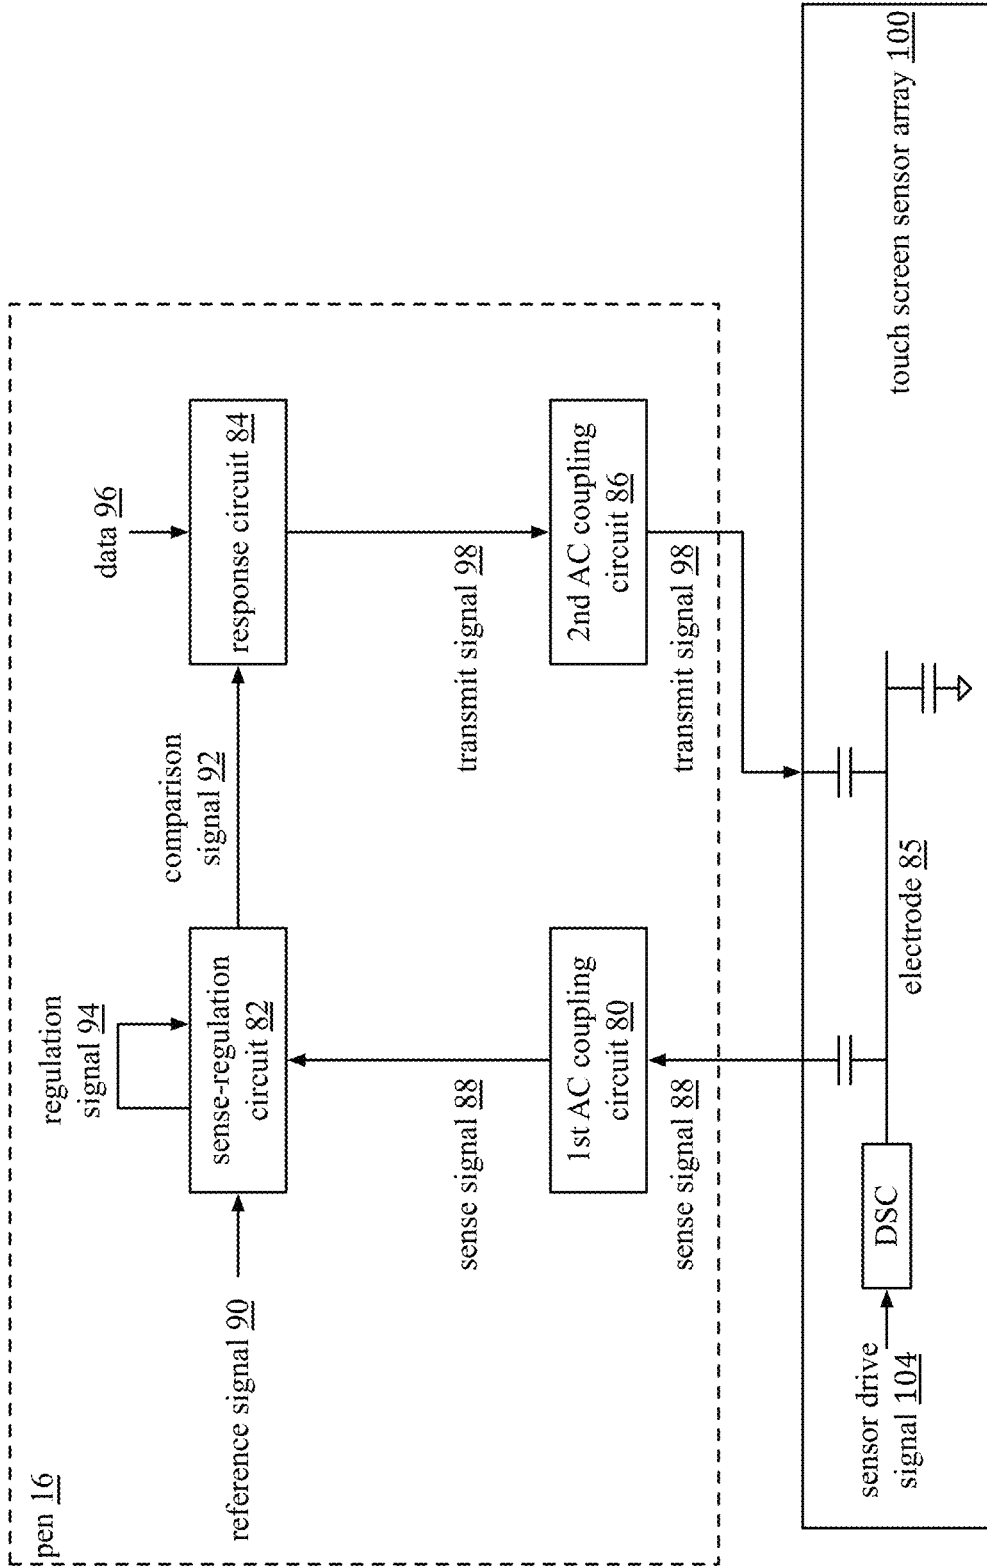 pen 16
regulation
signal 94
data 96
reference signal 90
sense-regulation
circuit 82
comparison
signal 92
response circuit 84
sense signal 88
transmit signal 98
1st AC coupling
circuit 80
2nd AC coupling
circuit 86
sense signal 88
transmit signal 98
sensor drive
signal 104
DSC
electrode 85
touch screen sensor array 100